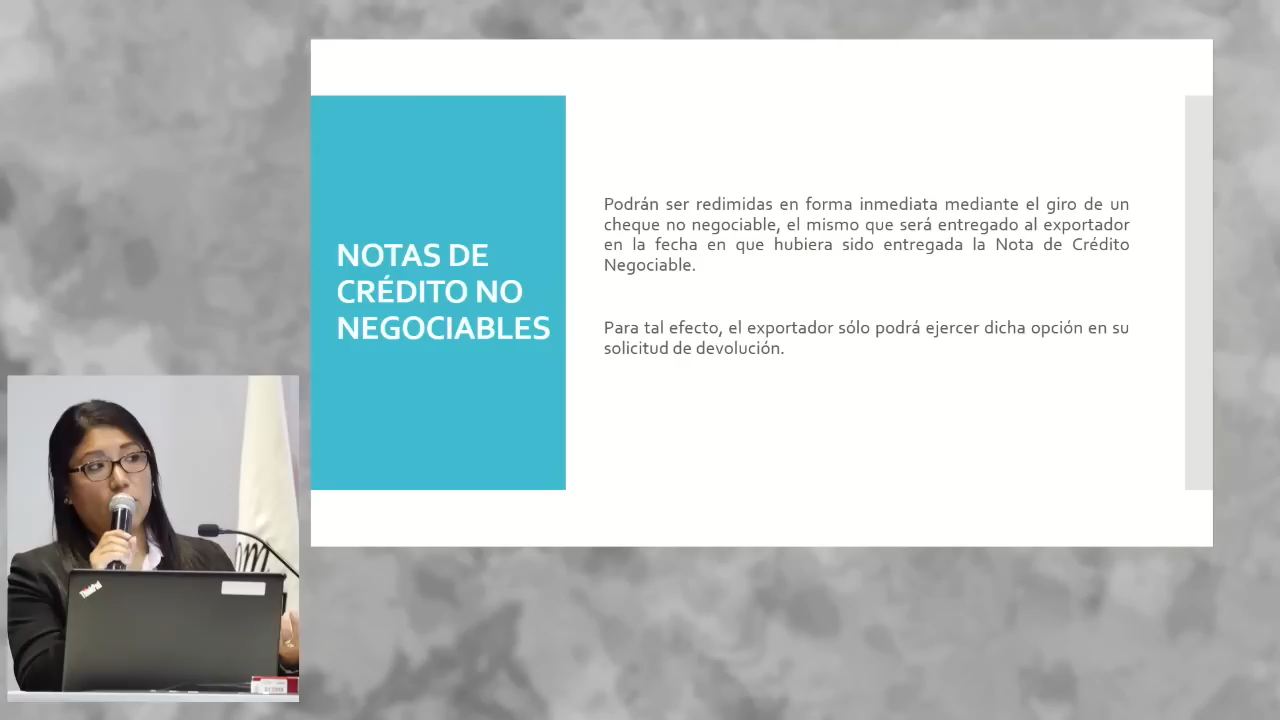 NOTAS DE
CRÉDITO NO
NEGOCIABLES
Podrán ser redimidas en forma inmediata mediante el giro de un
cheque no negociable, el mismo que será entregado al exportador
en la fecha en que hubiera sido entregada la Nota de Crédito
Negociable.
Para tal efecto, el exportador sólo podrá ejercer dicha opción en su
solicitud de devolución.
ThinkPad
om